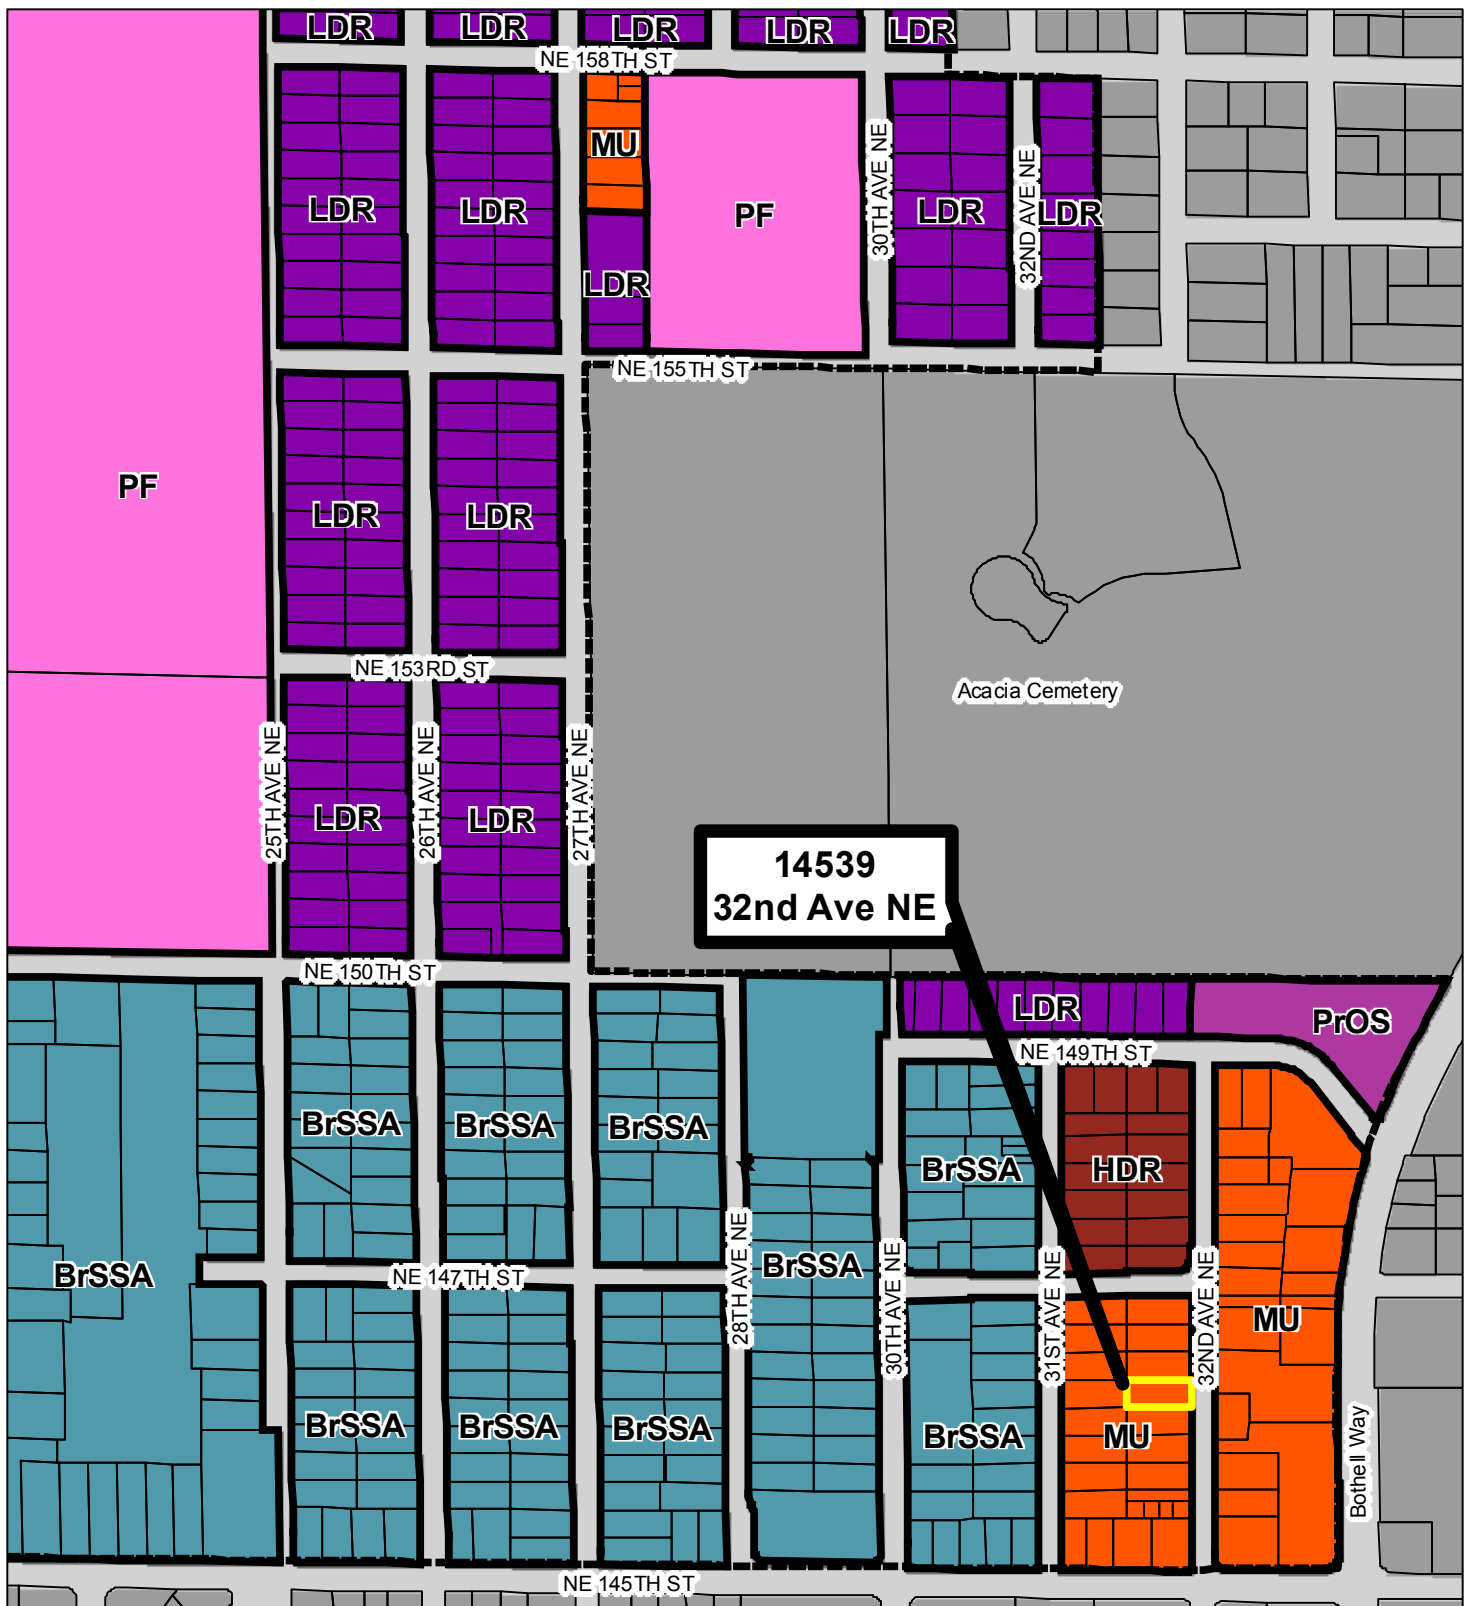 LDR
LDR
LDR
LDR
LDR
NE 158TH ST
MU
LDR
LDR
PF
30TH AVE NE
LDR
32ND AVE NE
LDR
LDR
NE 155TH ST
PF
LDR
LDR
NE 153RD ST
Acacia Cemetery
25TH AVE NE
LDR
26TH AVE NE
LDR
27TH AVE NE
14539
32nd Ave NE
NE 150TH ST
LDR
PrOS
NE 149TH ST
BrSSA
BrSSA
BrSSA
BrSSA
HDR
BrSSA
NE 147TH ST
28TH AVE NE
BrSSA
30TH AVE NE
31ST AVE NE
32ND AVE NE
MU
BrSSA
BrSSA
BrSSA
BrSSA
MU
Bothell Way
NE 145TH ST